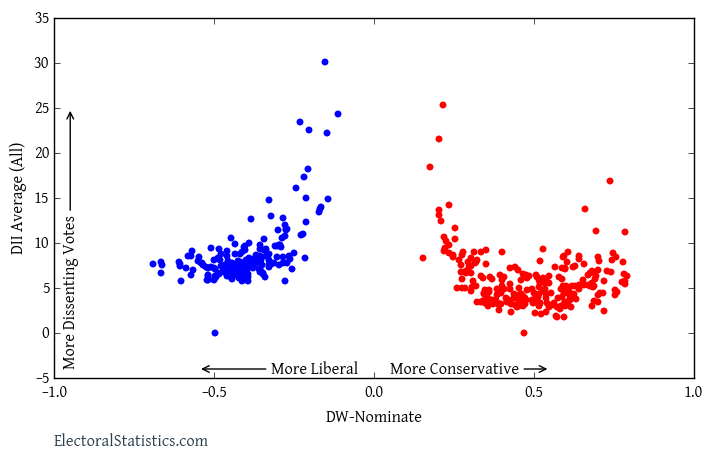 35
30
25
20
15
10
5
0
−5
DII Average (All)
More Dissenting Votes
More Liberal
More Conservative
−1.0
−0.5
0.0
0.5
1.0
DW-Nominate
ElectoralStatistics.com